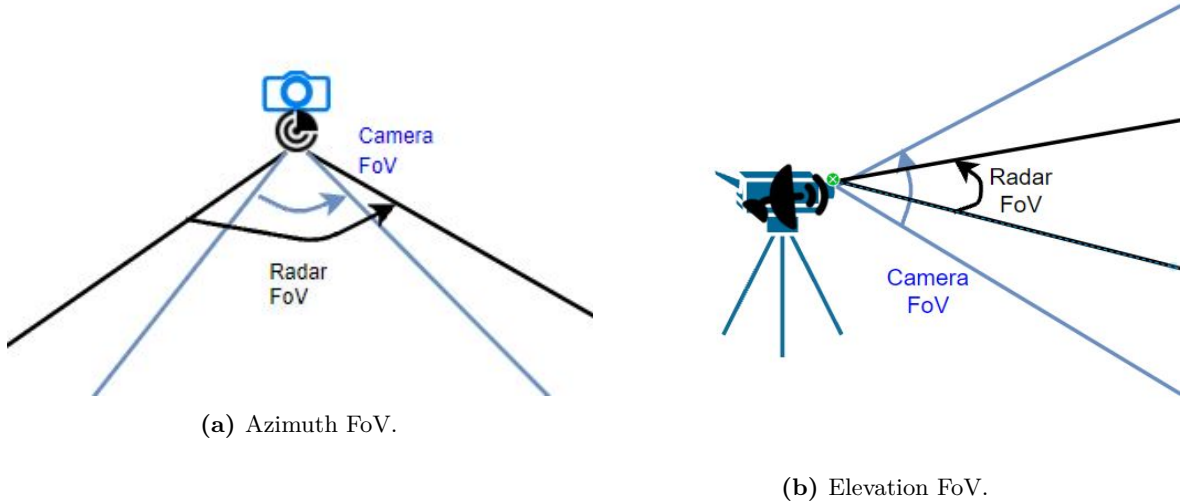 Camera
FoV
Radar
FoV
(a) Azimuth FoV.
Radar
FoV
Camera
FoV
(b) Elevation FoV.